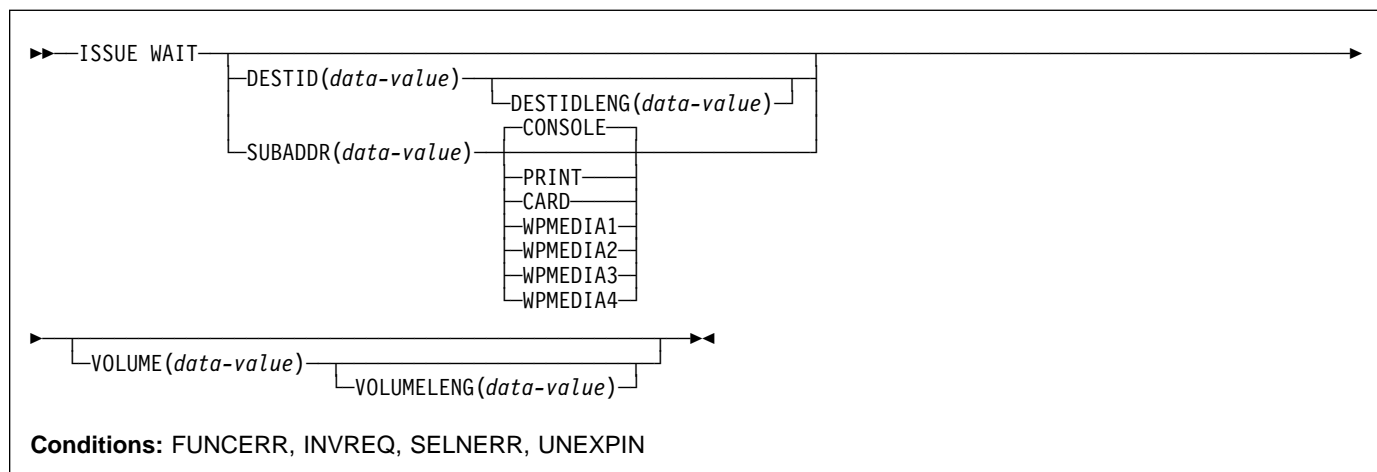 ISSUE WAIT
DESTID(data-value)
DESTIDLENG(data-value)
CONSOLE
SUBADDR(data-value)
PRINT
CARD
WPMEDIA1
WPMEDIA2
WPMEDIA3
WPMEDIA4
VOLUME(data-value)
VOLUMELENG(data-value)
Conditions: FUNCERR, INVREQ, SELNERR, UNEXPIN